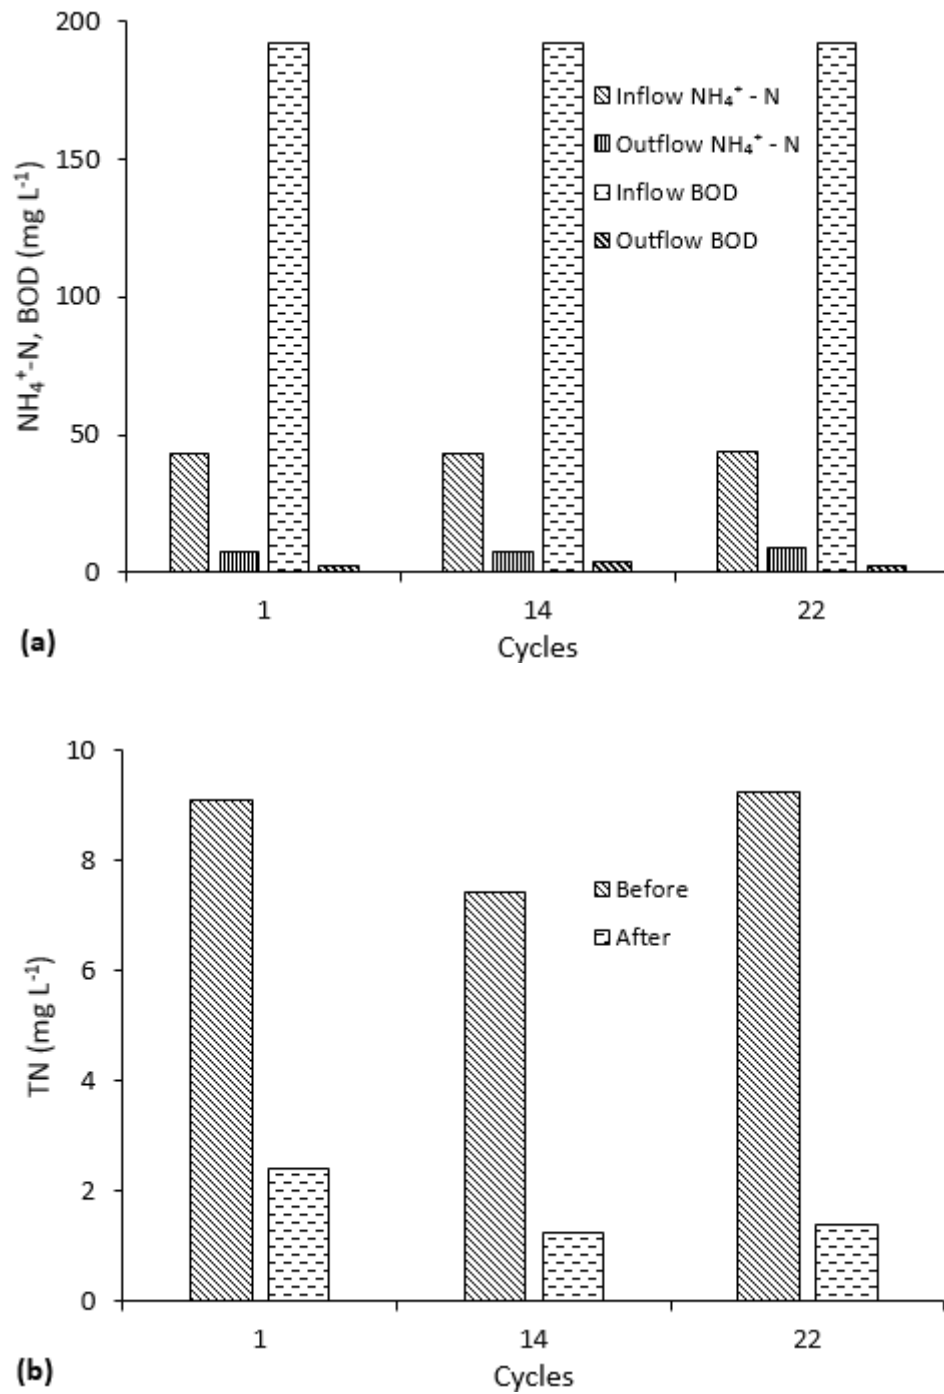 200
150
100
50
0
NH₄⁺-N, BOD (mg L⁻¹)
Inflow NH₄⁺ - N
Outflow NH₄⁺ - N
Inflow BOD
Outflow BOD
1 14 22
(a)
Cycles
10
8
6
4
2
0
TN (mg L⁻¹)
Before
After
1 14 22
(b)
Cycles